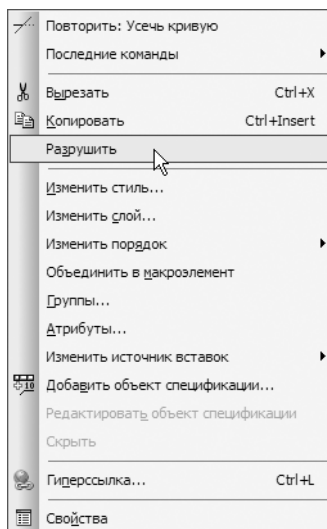 Повторить: Усечь кривую
Последние команды
Вырезать Ctrl+X
Копировать Ctrl+Insert
Разрушить
Изменить стиль...
Изменить слой...
Изменить порядок
Объединить в макроэлемент
Группы...
Атрибуты...
Изменить источник вставок
Добавить объект спецификации...
Редактировать объект спецификации
Скрыть
Гиперссылка... Ctrl+L
Свойства